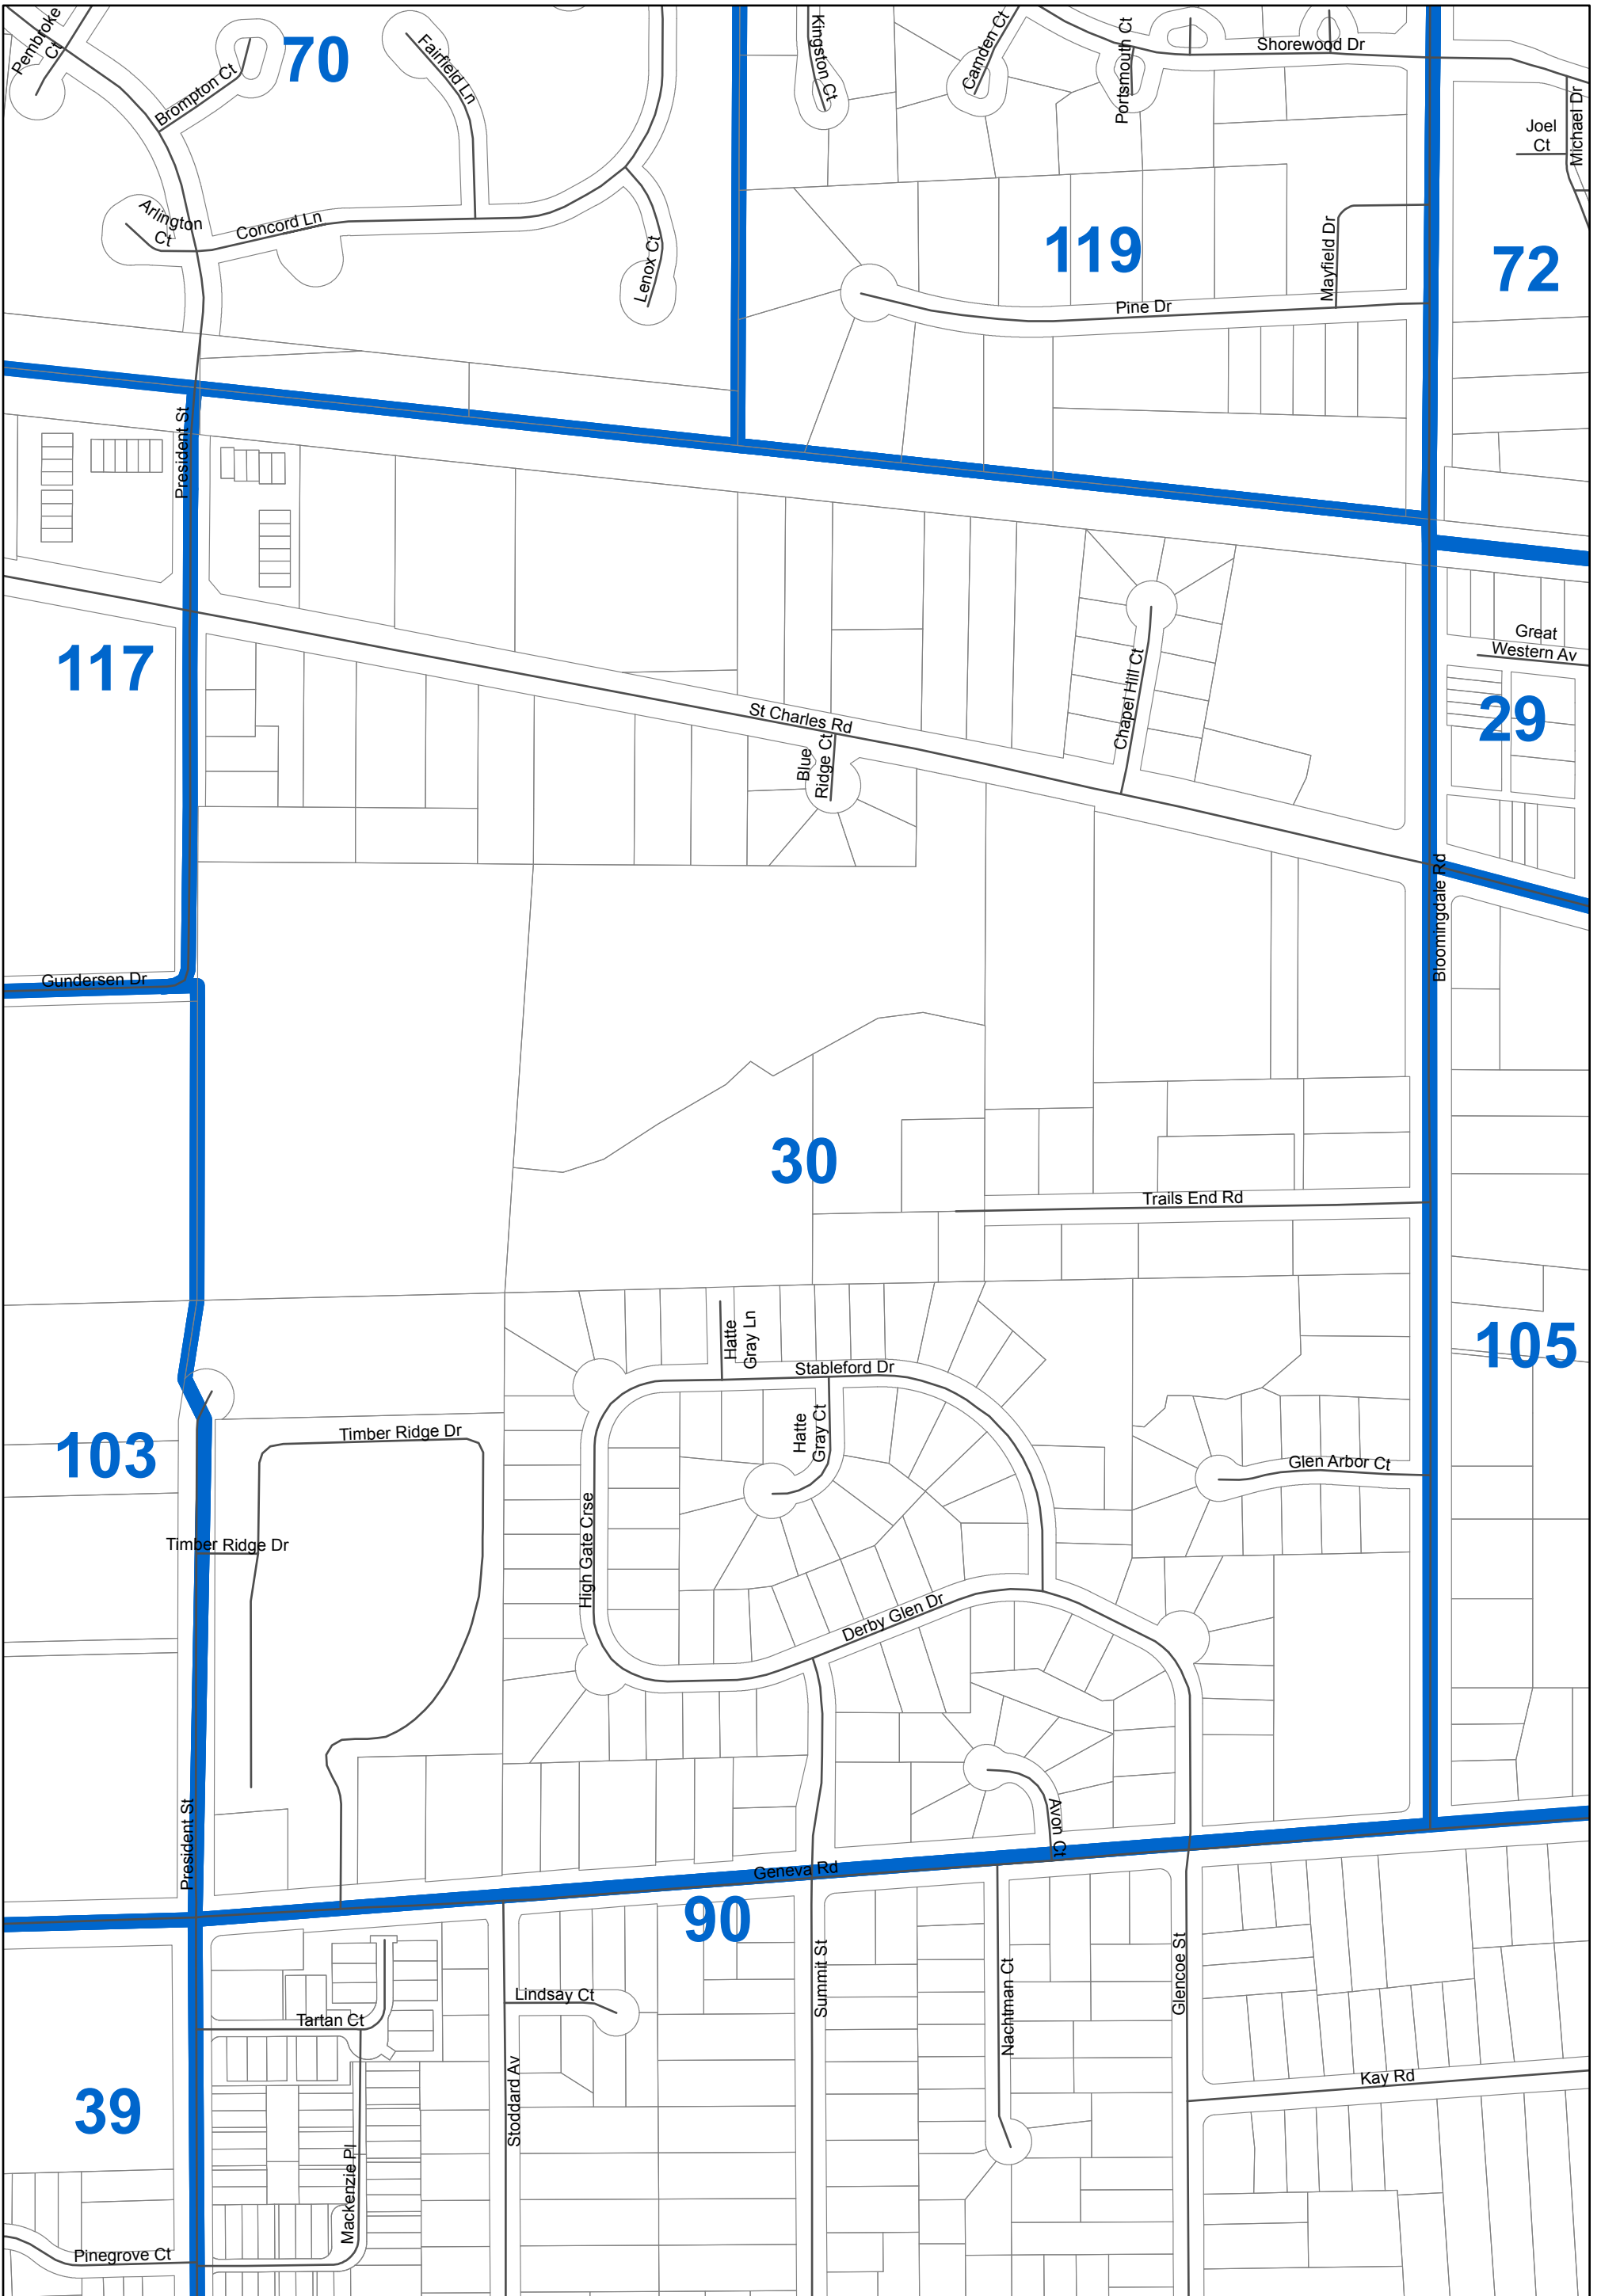 Pembroke
Ct
Brompton Ct
70
Fairfield Ln
Kingston Ct
Camden Ct
Portsmouth Ct
Shorewood Dr
Joel
Ct
Michael Dr
Arlington
Ct
Concord Ln
Lenox Ct
119
Mayfield Dr
72
Pine Dr
President St
117
Great
Western Av
29
St Charles Rd
Blue
Ridge Ct
Chapel Hill Ct
Bloomingdale Rd
Gundersen Dr
30
Trails End Rd
105
Hatte
Gray Ln
Stableford Dr
103
Timber Ridge Dr
Hatte
Gray Ct
Glen Arbor Ct
Timber Ridge Dr
High Gate Crse
Derby Glen Dr
President St
Avon Ct
Geneva Rd
90
Summit St
Lindsay Ct
Nachtman Ct
Glencoe St
Tartan Ct
Stoddard Av
Kay Rd
39
Mackenzie Pl
Pinegrove Ct